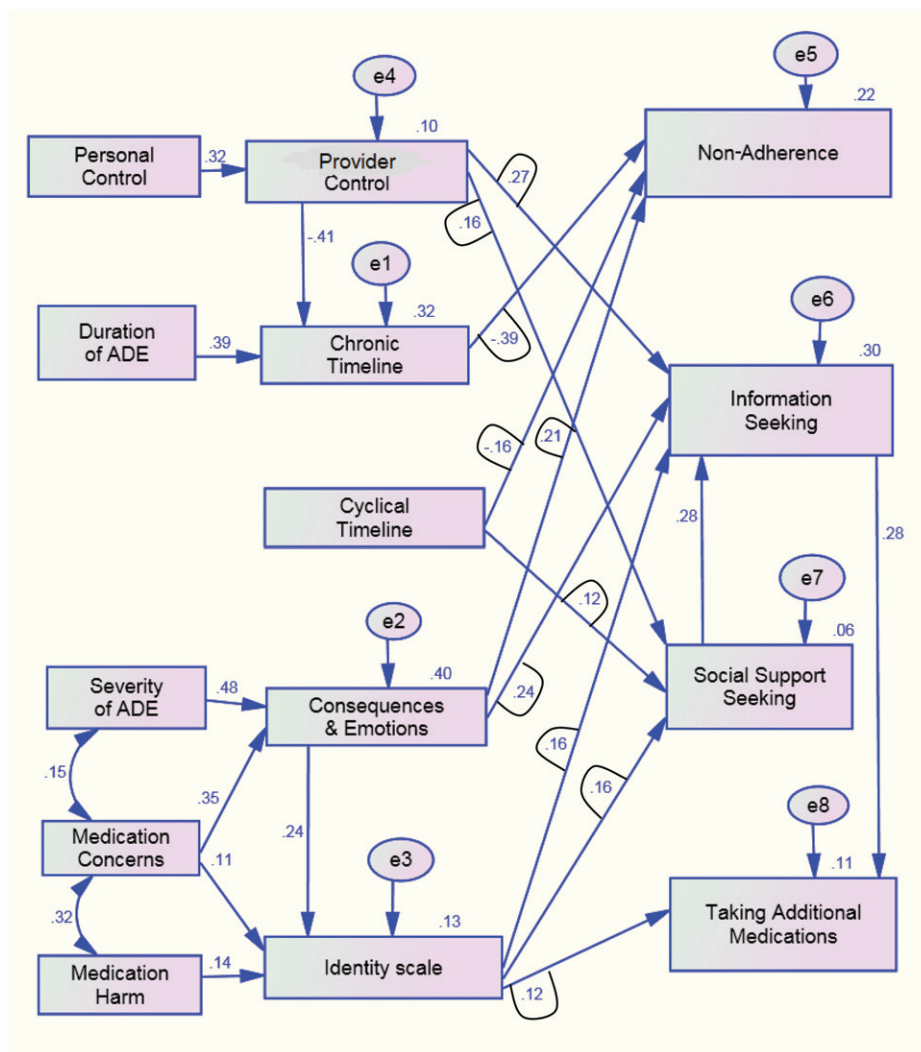 e4
e5
.10
.22
Personal
Control
.32
Provider
Control
Non-Adherence
.27
.16
-.41
e1
e6
.32
.30
Duration
of ADE
.39
Chronic
Timeline
-.39
Information
Seeking
-.16
.21
Cyclical
Timeline
.28
.28
e7
.12
e2
.06
.40
Severity
of ADE
.48
Consequences
& Emotions
Social Support
Seeking
.24
.15
.35
.16
.16
e8
Medication
Concerns
.11
.24
e3
.11
.32
.13
Taking Additional
Medications
Medication
Harm
.14
Identity scale
.12